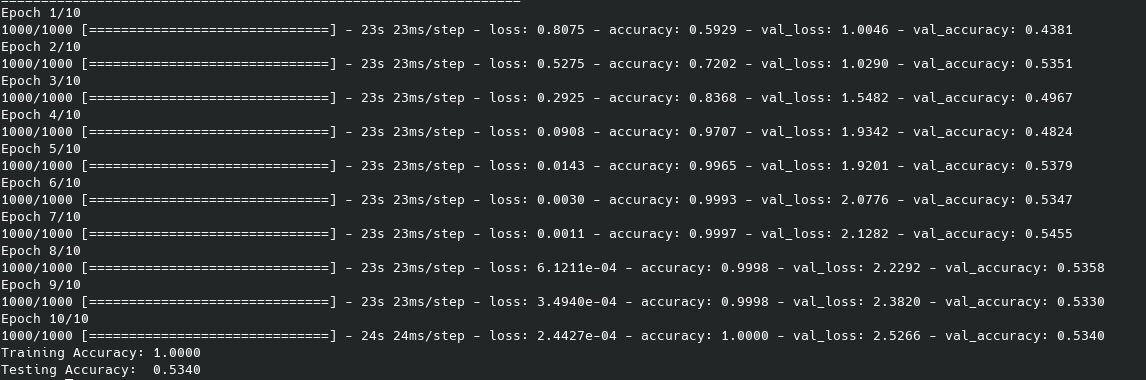 Epoch 1/10
1000/1000 [==============================] - 23s 23ms/step - loss: 0.8075 - accuracy: 0.5929 - val_loss: 1.0046 - val_accuracy: 0.4381
Epoch 2/10
1000/1000 [==============================] - 23s 23ms/step - loss: 0.5275 - accuracy: 0.7202 - val_loss: 1.0290 - val_accuracy: 0.5351
Epoch 3/10
1000/1000 [==============================] - 23s 23ms/step - loss: 0.2925 - accuracy: 0.8368 - val_loss: 1.5482 - val_accuracy: 0.4967
Epoch 4/10
1000/1000 [==============================] - 23s 23ms/step - loss: 0.0908 - accuracy: 0.9707 - val_loss: 1.9342 - val_accuracy: 0.4824
Epoch 5/10
1000/1000 [==============================] - 23s 23ms/step - loss: 0.0143 - accuracy: 0.9965 - val_loss: 1.9201 - val_accuracy: 0.5379
Epoch 6/10
1000/1000 [==============================] - 23s 23ms/step - loss: 0.0030 - accuracy: 0.9993 - val_loss: 2.0776 - val_accuracy: 0.5347
Epoch 7/10
1000/1000 [==============================] - 23s 23ms/step - loss: 0.0011 - accuracy: 0.9997 - val_loss: 2.1282 - val_accuracy: 0.5455
Epoch 8/10
1000/1000 [==============================] - 23s 23ms/step - loss: 6.1211e-04 - accuracy: 0.9998 - val_loss: 2.2292 - val_accuracy: 0.5358
Epoch 9/10
1000/1000 [==============================] - 23s 23ms/step - loss: 3.4940e-04 - accuracy: 0.9998 - val_loss: 2.3820 - val_accuracy: 0.5330
Epoch 10/10
1000/1000 [==============================] - 24s 24ms/step - loss: 2.4427e-04 - accuracy: 1.0000 - val_loss: 2.5266 - val_accuracy: 0.5340
Training Accuracy: 1.0000
Testing Accuracy:  0.5340